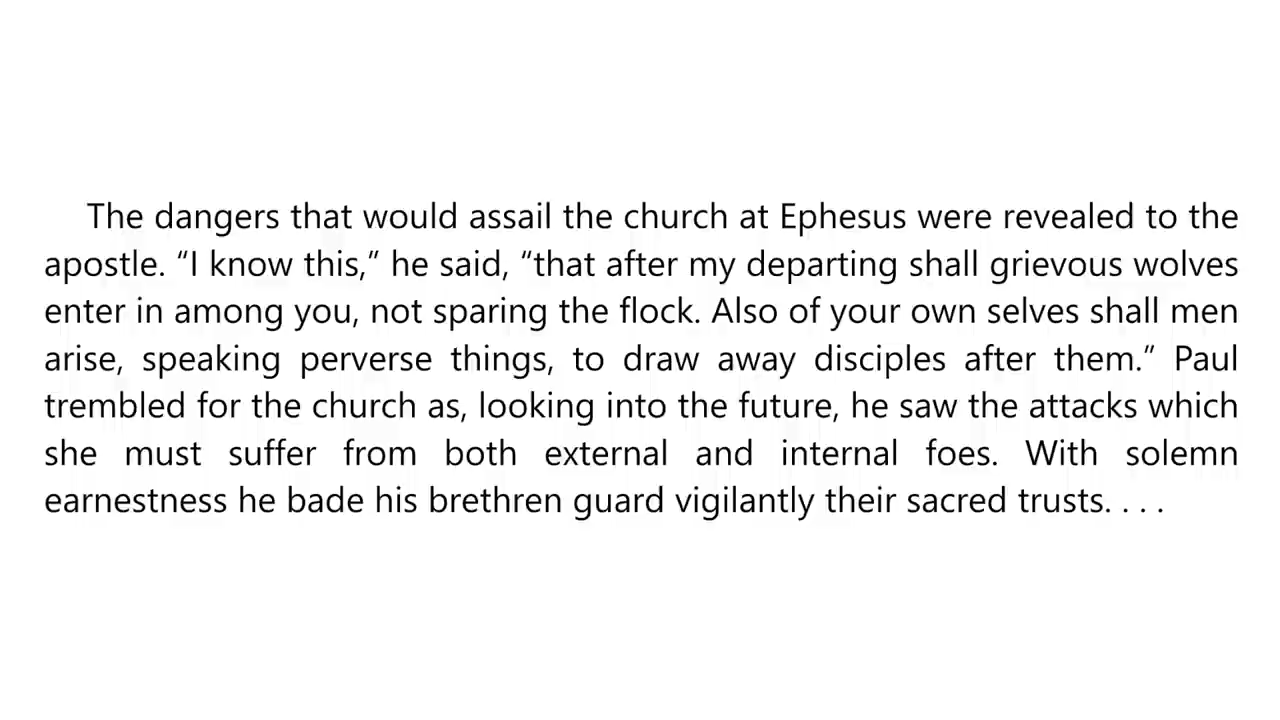 The dangers that would assail the church at Ephesus were revealed to the
apostle. “I know this,” he said, “that after my departing shall grievous wolves
enter in among you, not sparing the flock. Also of your own selves shall men
arise, speaking perverse things, to draw away disciples after them.” Paul
trembled for the church as, looking into the future, he saw the attacks which
she must suffer from both external and internal foes. With solemn
earnestness he bade his brethren guard vigilantly their sacred trusts. . . .